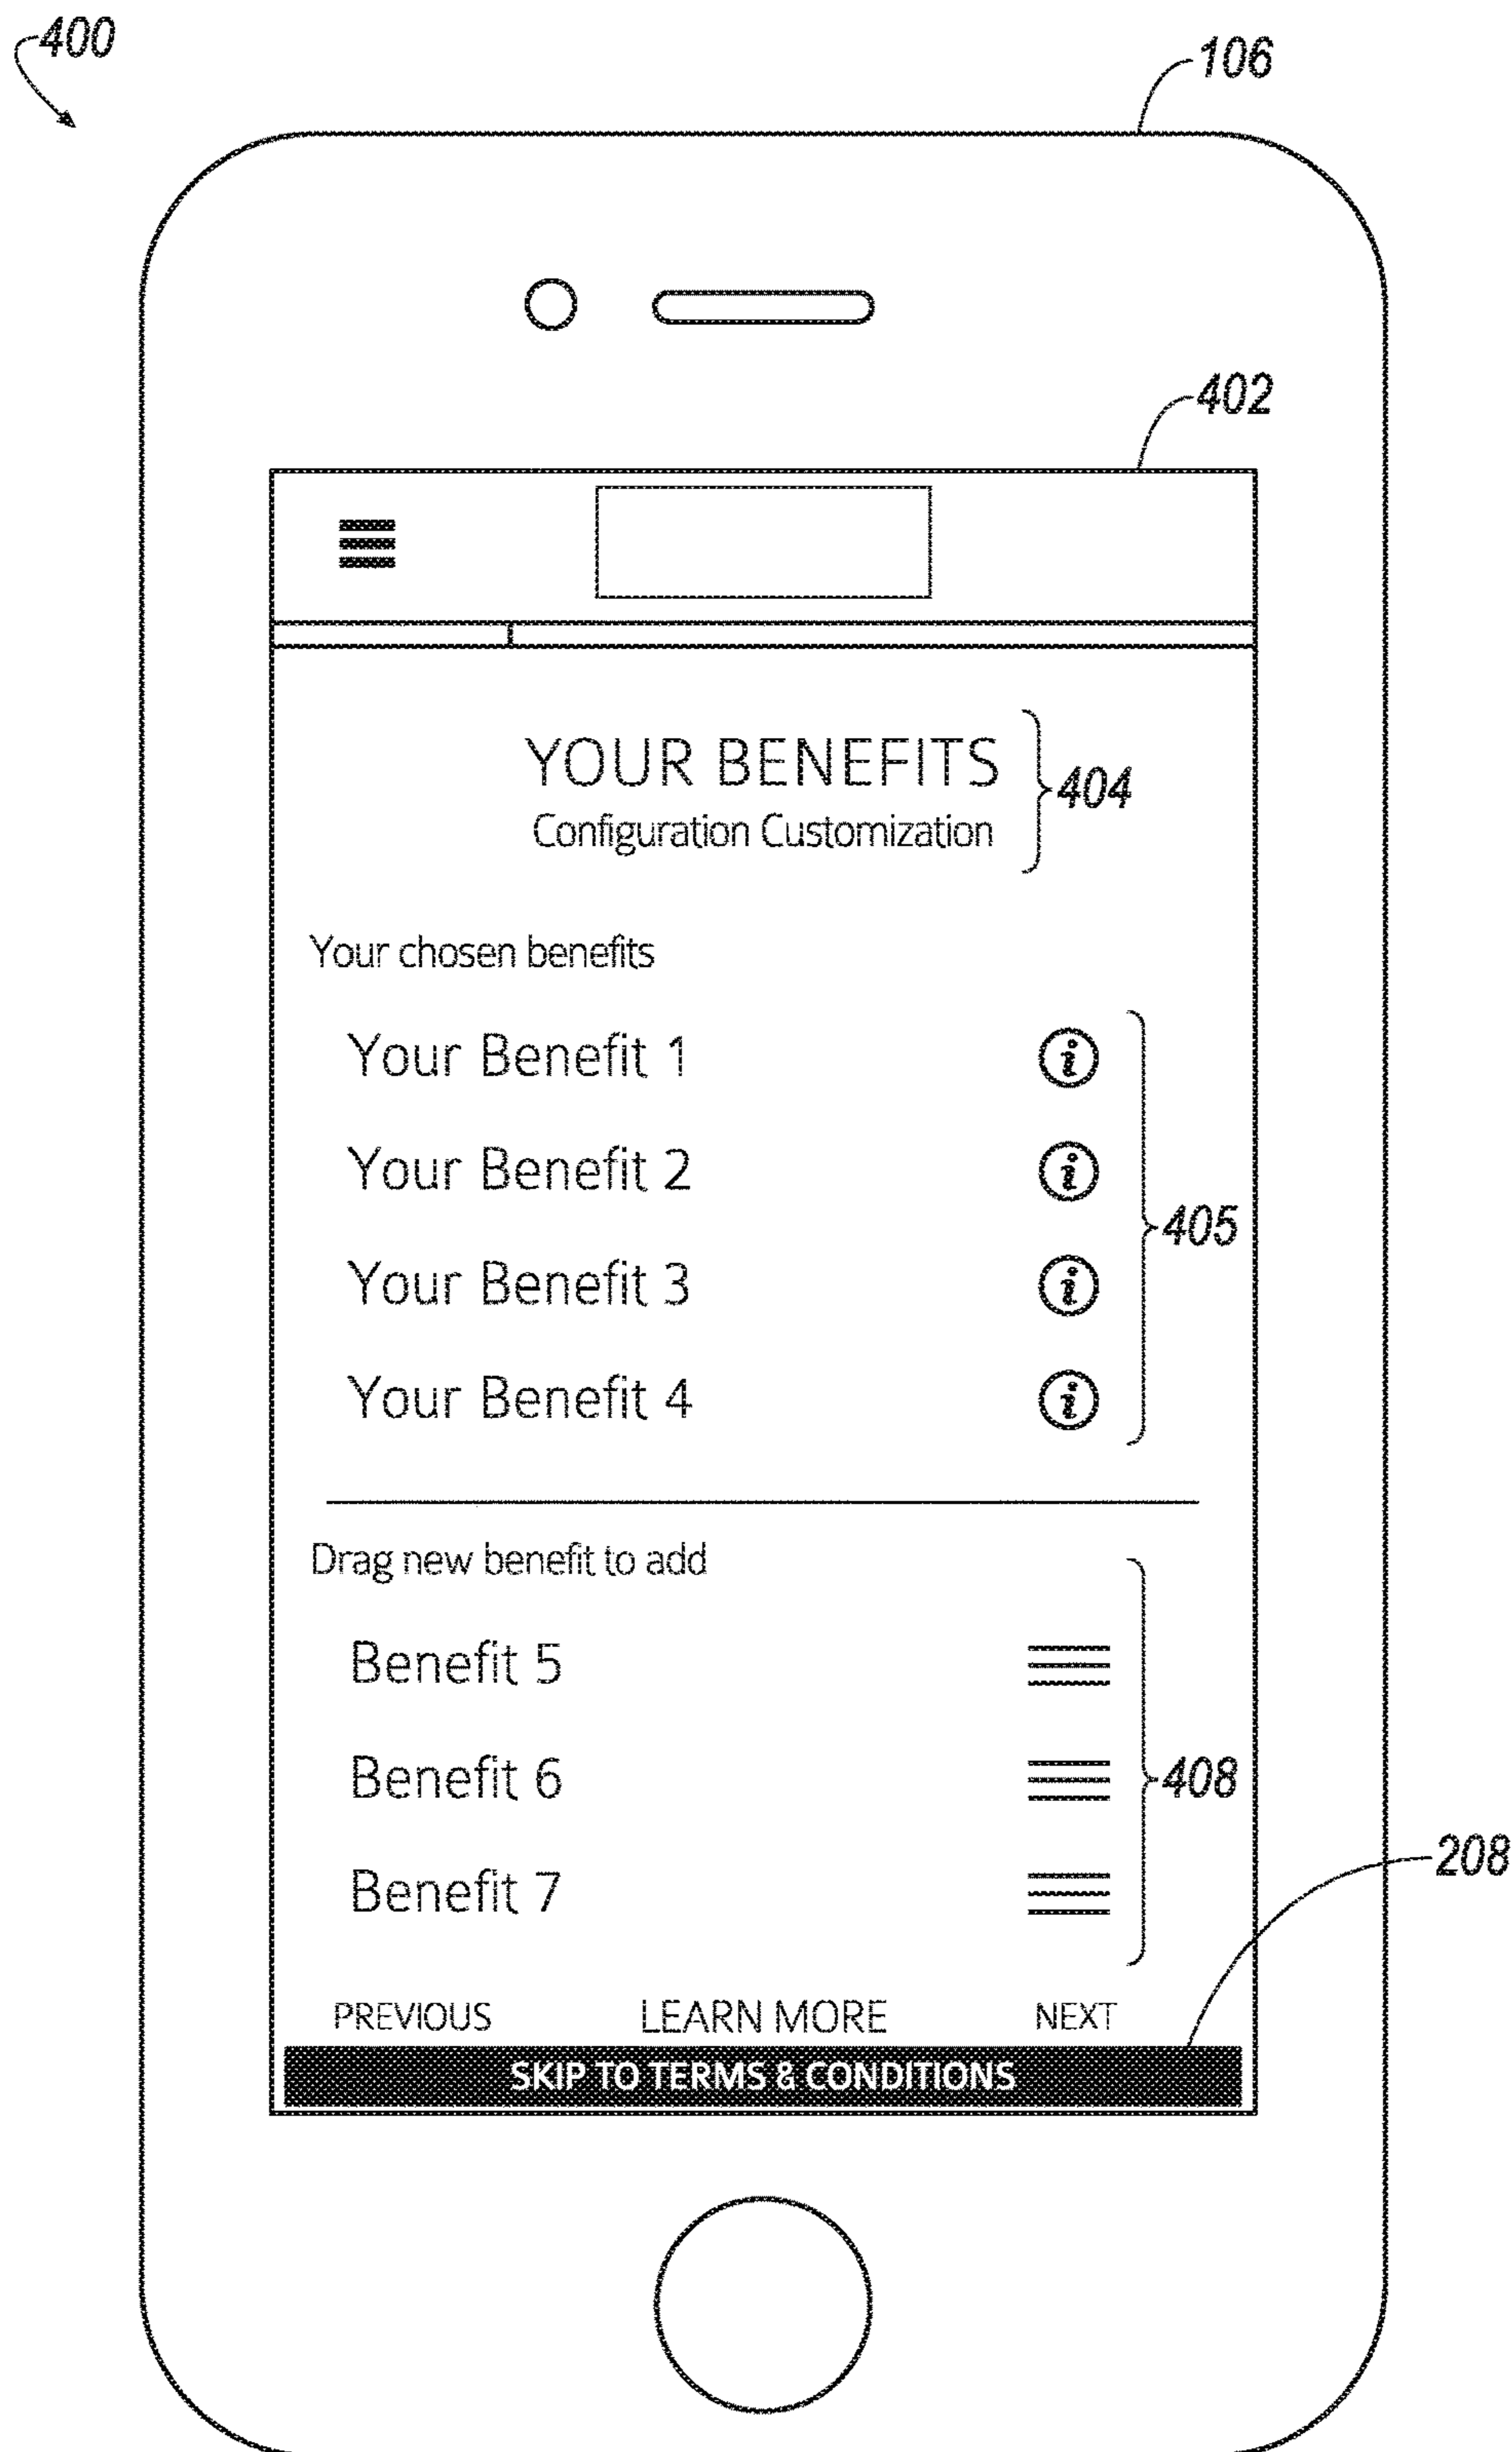 400
106
402
YOUR BENEFITS
Configuration Customization
404
Your chosen benefits
Your Benefit 1
Your Benefit 2
405
Your Benefit 3
Your Benefit 4
Drag new benefit to add
Benefit 5
Benefit 6
408
208
Benefit 7
PREVIOUS LEARN MORE NEXT
SKIP TO TERMS & CONDITIONS